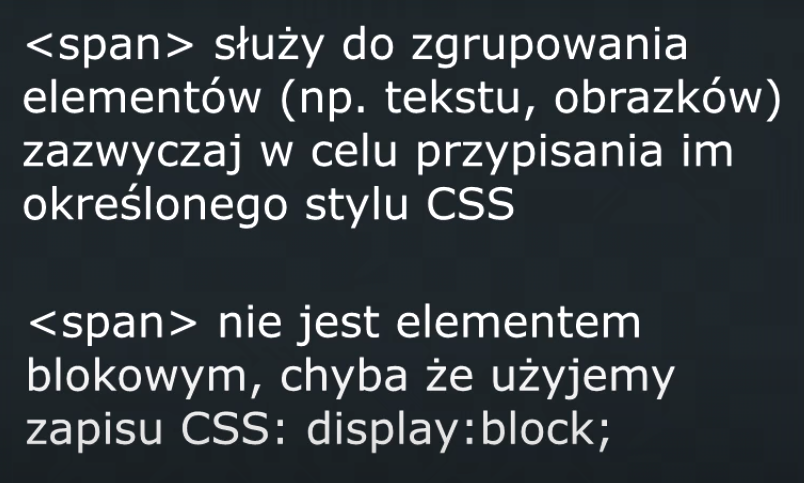 <span> służy do zgrupowania
elementów (np. tekstu, obrazków)
zazwyczaj w celu przypisania im
określonego stylu CSS
<span> nie jest elementem
blokowym, chyba że użyjemy
zapisu CSS: display:block;